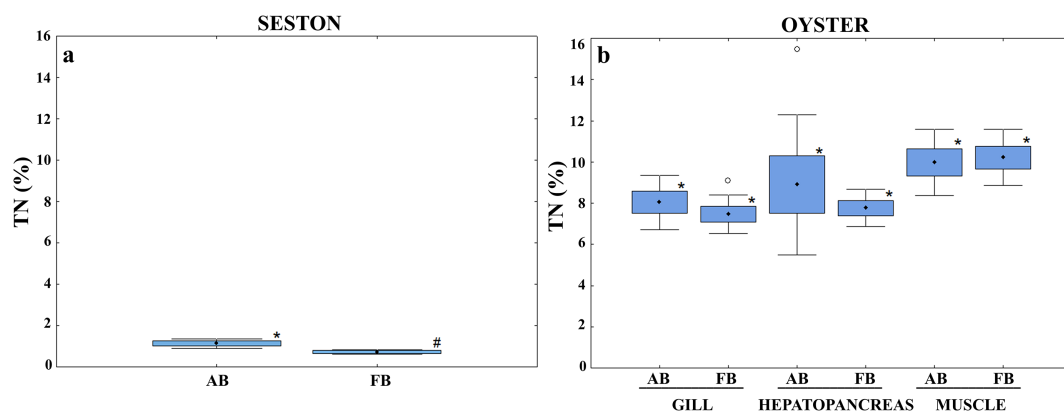 SESTON
a
TN (%)
16
14
12
10
8
6
4
2
0
*
#
AB FB
OYSTER
b
TN (%)
16
14
12
10
8
6
4
2
0
* * * * * *
AB FB AB FB AB FB
GILL HEPATOPANCREAS MUSCLE